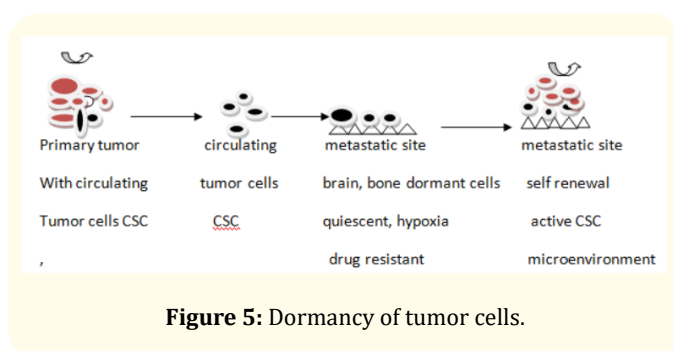 Primary tumor circulating metastatic site metastatic site
With circulating tumor cells brain, bone dormant cells self renewal
Tumor cells CSC CSC quiescent, hypoxia active CSC
, drug resistant microenvironment
Figure 5: Dormancy of tumor cells.